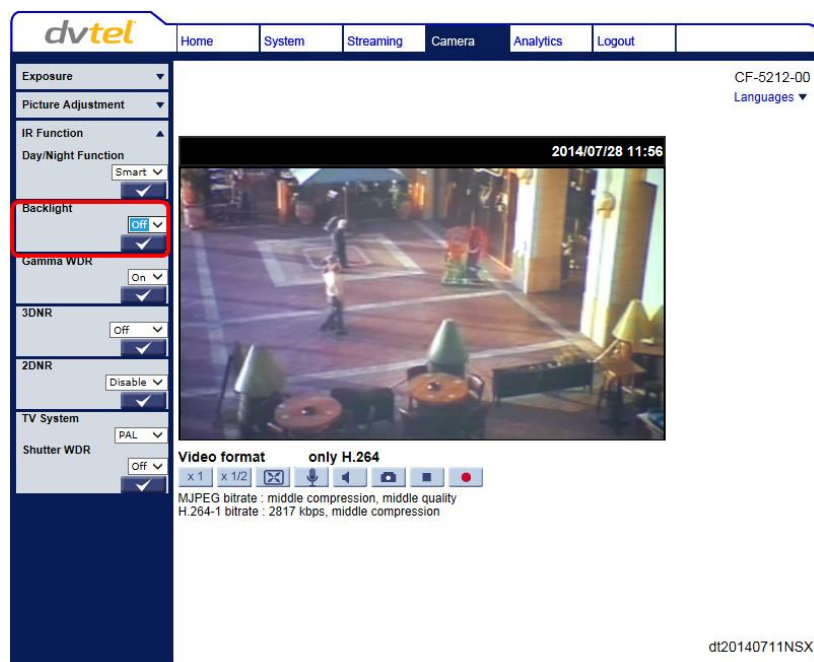 dvtel
Home System Streaming Camera Analytics Logout
CF-5212-00
Languages
Exposure
Picture Adjustment
IR Function
Day/Night Function
Smart
Backlight
Off
Gamma WDR
On
3DNR
Off
2DNR
Disable
TV System
PAL
Shutter WDR
Off
2014/07/28 11:56
Video format only H.264
x 1 x 1/2
MJPEG bitrate : middle compression, middle quality
H.264-1 bitrate : 2817 kbps, middle compression
dt20140711NSX